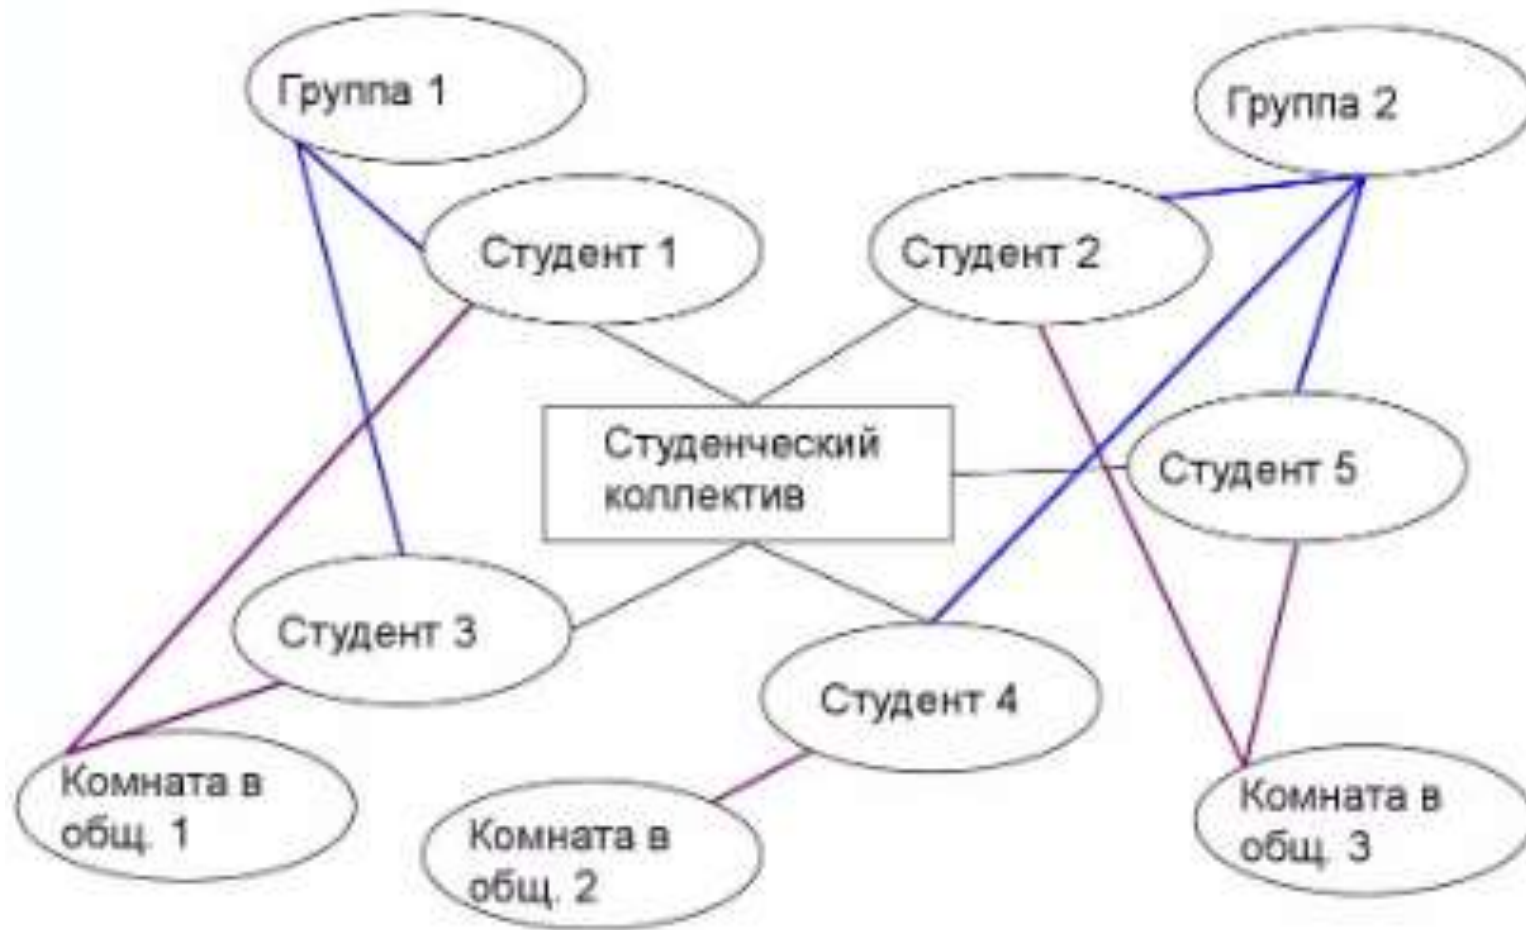 Группа 1
Группа 2
Студент 1
Студент 2
Студенческий
коллектив
Студент 5
Студент 3
Студент 4
Комната в
общ. 1
Комната в
общ. 2
Комната в
общ. 3